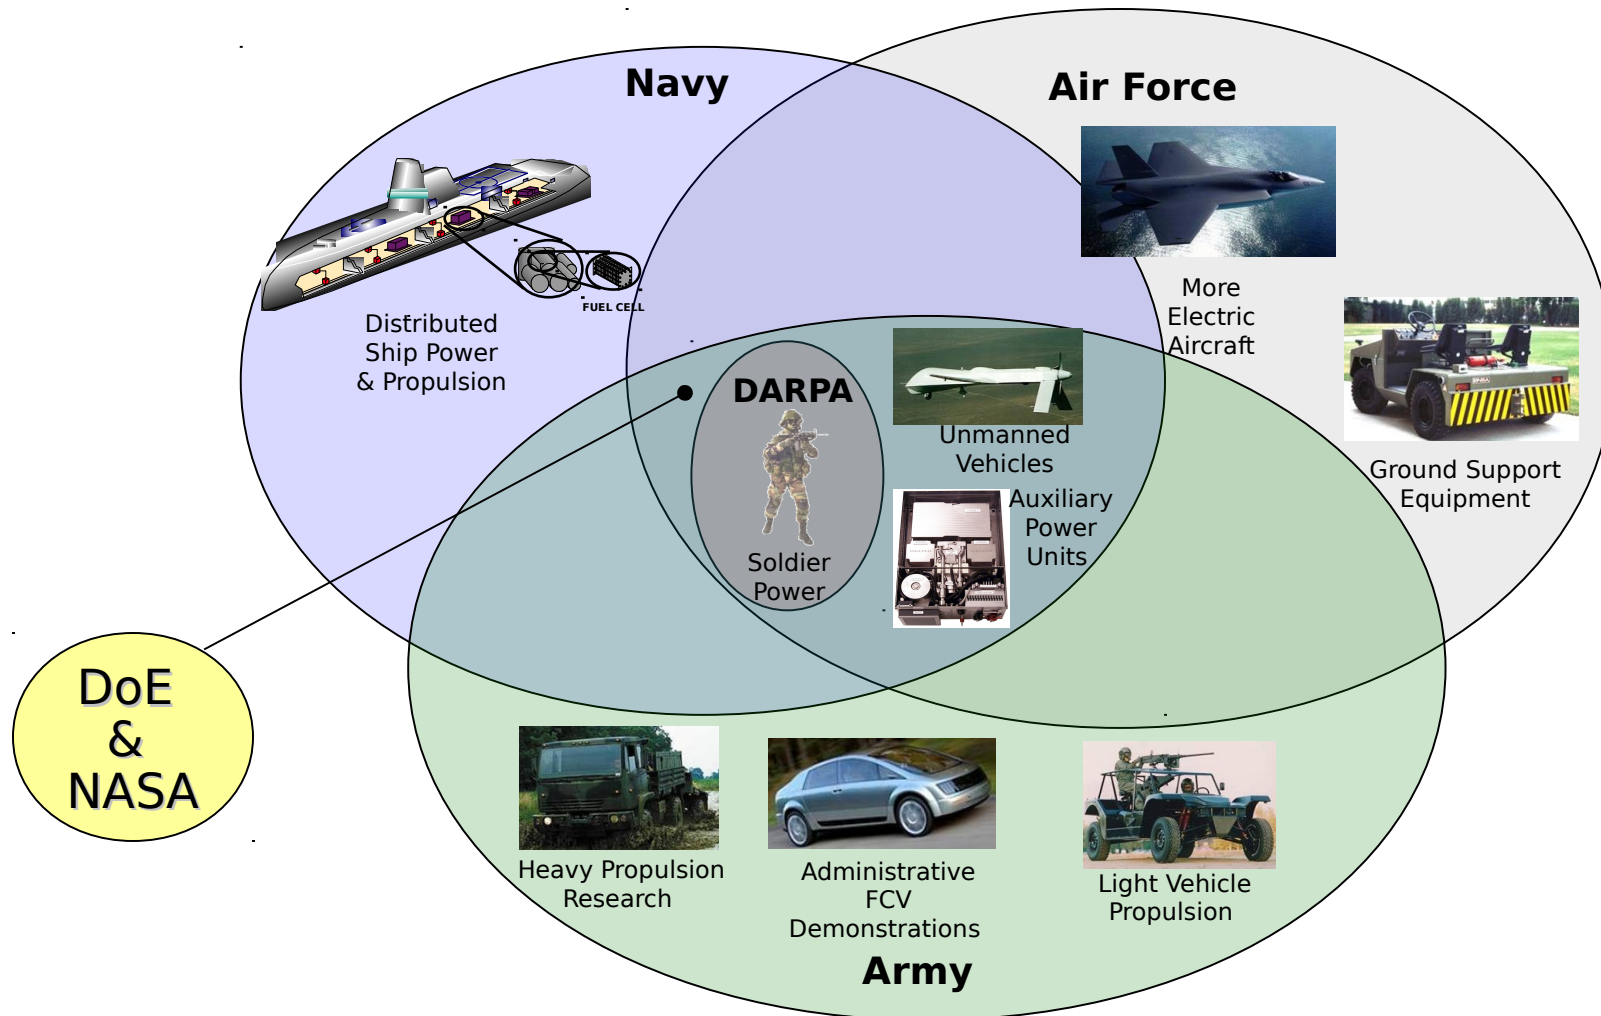 Navy
Air Force
FUEL CELL
Distributed
Ship Power
& Propulsion
More
Electric
Aircraft
DARPA
Unmanned
Vehicles
Ground Support
Equipment
Auxiliary
Power
Units
Soldier
Power
DoE
&
NASA
Heavy Propulsion
Research
Administrative
FCV
Demonstrations
Light Vehicle
Propulsion
Army